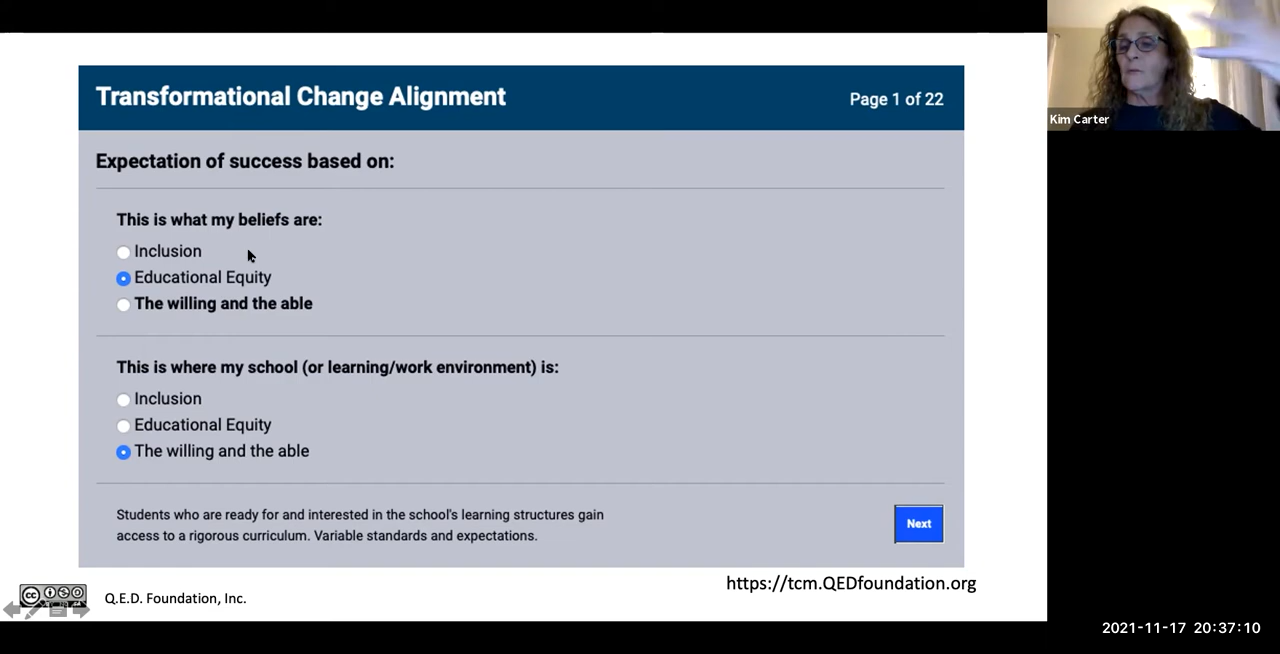 Transformational Change Alignment
Page 1 of 22
Expectation of success based on:
This is what my beliefs are:
Inclusion
Educational Equity
The willing and the able
This is where my school (or learning/work environment) is:
Inclusion
Educational Equity
The willing and the able
Students who are ready for and interested in the school's learning structures gain
access to a rigorous curriculum. Variable standards and expectations.
Next
https://tcm.QEDfoundation.org
Q.E.D. Foundation, Inc.
Kim Carter
2021-11-17 20:37:10